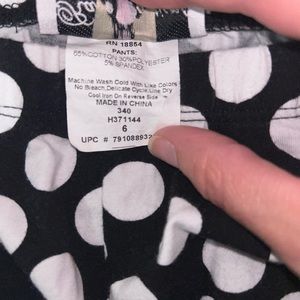 RN 18854
PANTS:
65%COTTON 30%POLYESTER
5%SPANDEX
Machine Wash Cold With Like Colors
No Bleach,Delicate Cycle,Line Dry
Cool Iron On Reverse Side
MADE IN CHINA
340
H371144
6
UPC # 791088932